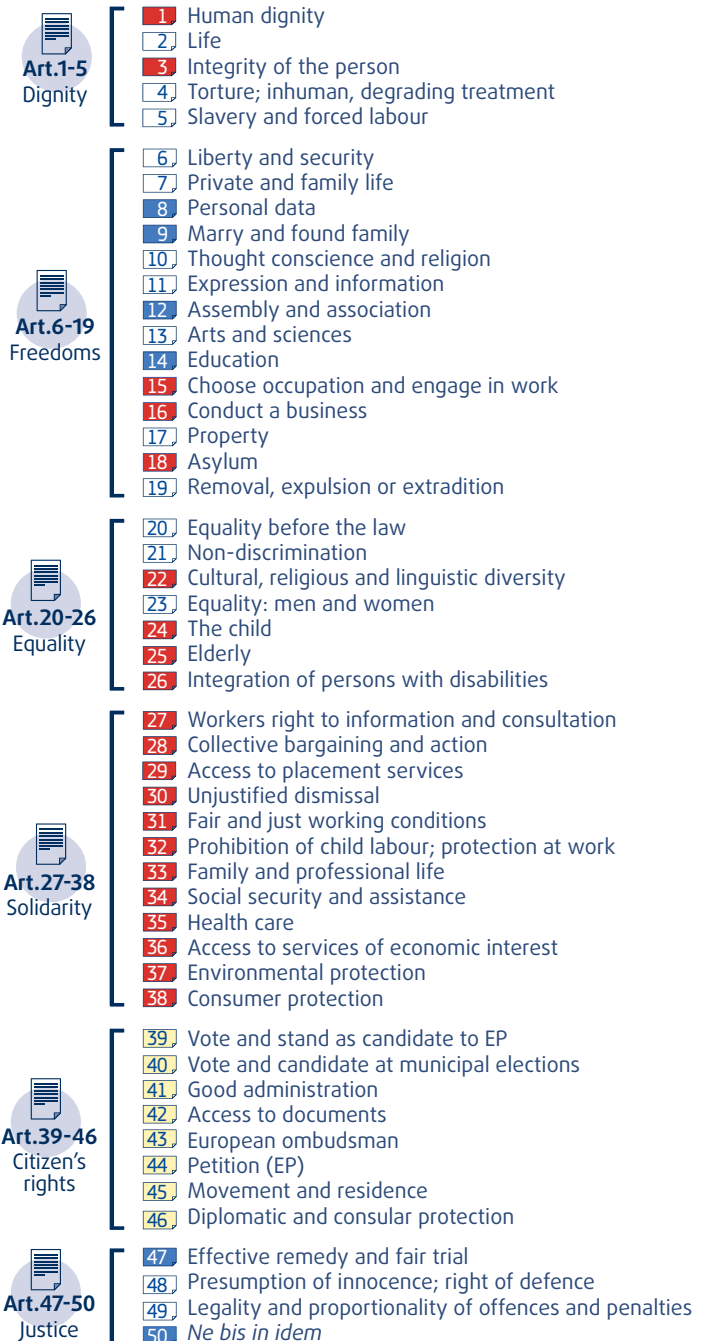 Art.1-5
Dignity
1 Human dignity
2 Life
3 Integrity of the person
4 Torture; inhuman, degrading treatment
5 Slavery and forced labour
Art.6-19
Freedoms
6 Liberty and security
7 Private and family life
8 Personal data
9 Marry and found family
10 Thought conscience and religion
11 Expression and information
12 Assembly and association
13 Arts and sciences
14 Education
15 Choose occupation and engage in work
16 Conduct a business
17 Property
18 Asylum
19 Removal, expulsion or extradition
Art.20-26
Equality
20 Equality before the law
21 Non-discrimination
22 Cultural, religious and linguistic diversity
23 Equality: men and women
24 The child
25 Elderly
26 Integration of persons with disabilities
Art.27-38
Solidarity
27 Workers right to information and consultation
28 Collective bargaining and action
29 Access to placement services
30 Unjustified dismissal
31 Fair and just working conditions
32 Prohibition of child labour; protection at work
33 Family and professional life
34 Social security and assistance
35 Health care
36 Access to services of economic interest
37 Environmental protection
38 Consumer protection
Art.39-46
Citizen's
rights
39 Vote and stand as candidate to EP
40 Vote and candidate at municipal elections
41 Good administration
42 Access to documents
43 European ombudsman
44 Petition (EP)
45 Movement and residence
46 Diplomatic and consular protection
Art.47-50
Justice
47 Effective remedy and fair trial
48 Presumption of innocence; right of defence
49 Legality and proportionality of offences and penalties
50 Ne bis in idem